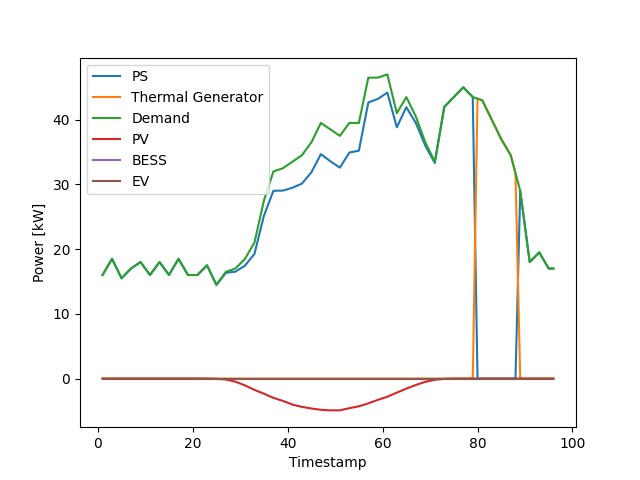 PS
Thermal Generator
Demand
PV
BESS
EV
Power [kW]
40
30
20
10
0
0 20 40 60 80 100
Timestamp